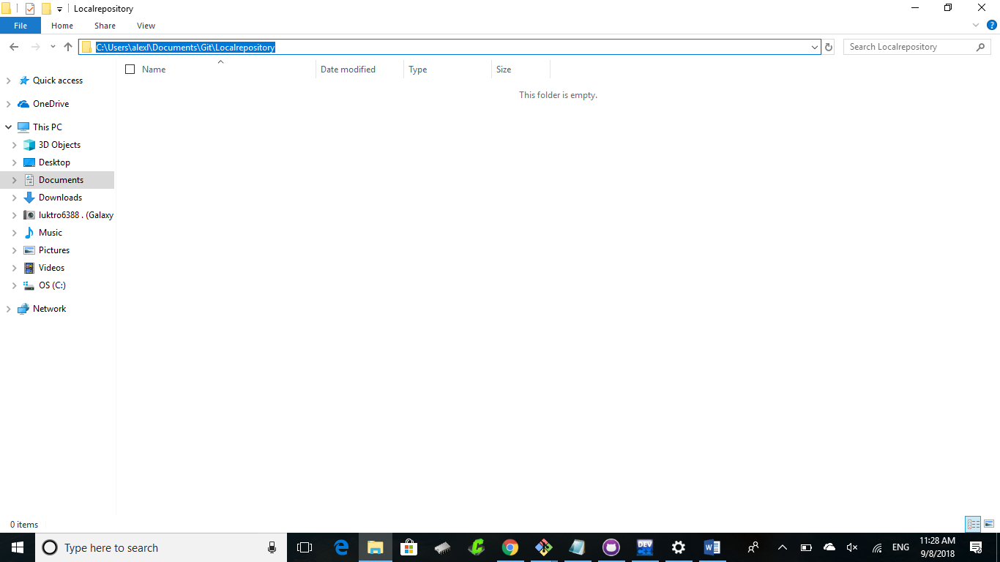 Localrepository
File Home Share View
C:\Users\alexl\Documents\Git\Localrepository
Search Localrepository
Name Date modified Type Size
This folder is empty.
Quick access
OneDrive
This PC
3D Objects
Desktop
Documents
Downloads
luktro6388 . (Galaxy
Music
Pictures
Videos
OS (C:)
Network
0 items
Type here to search
DEV
ENG
11:28 AM
9/8/2018